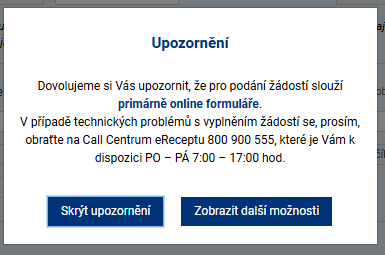 Upozornění
Dovolujeme si Vás upozornit, že pro podání žádostí slouží
primárně online formuláře.
V případě technických problémů s vyplněním žádostí se, prosím,
obraťte na Call Centrum eReceptu 800 900 555, které je Vám k
dispozici PO – PÁ 7:00 – 17:00 hod.
Skrýt upozornění
Zobrazit další možnosti